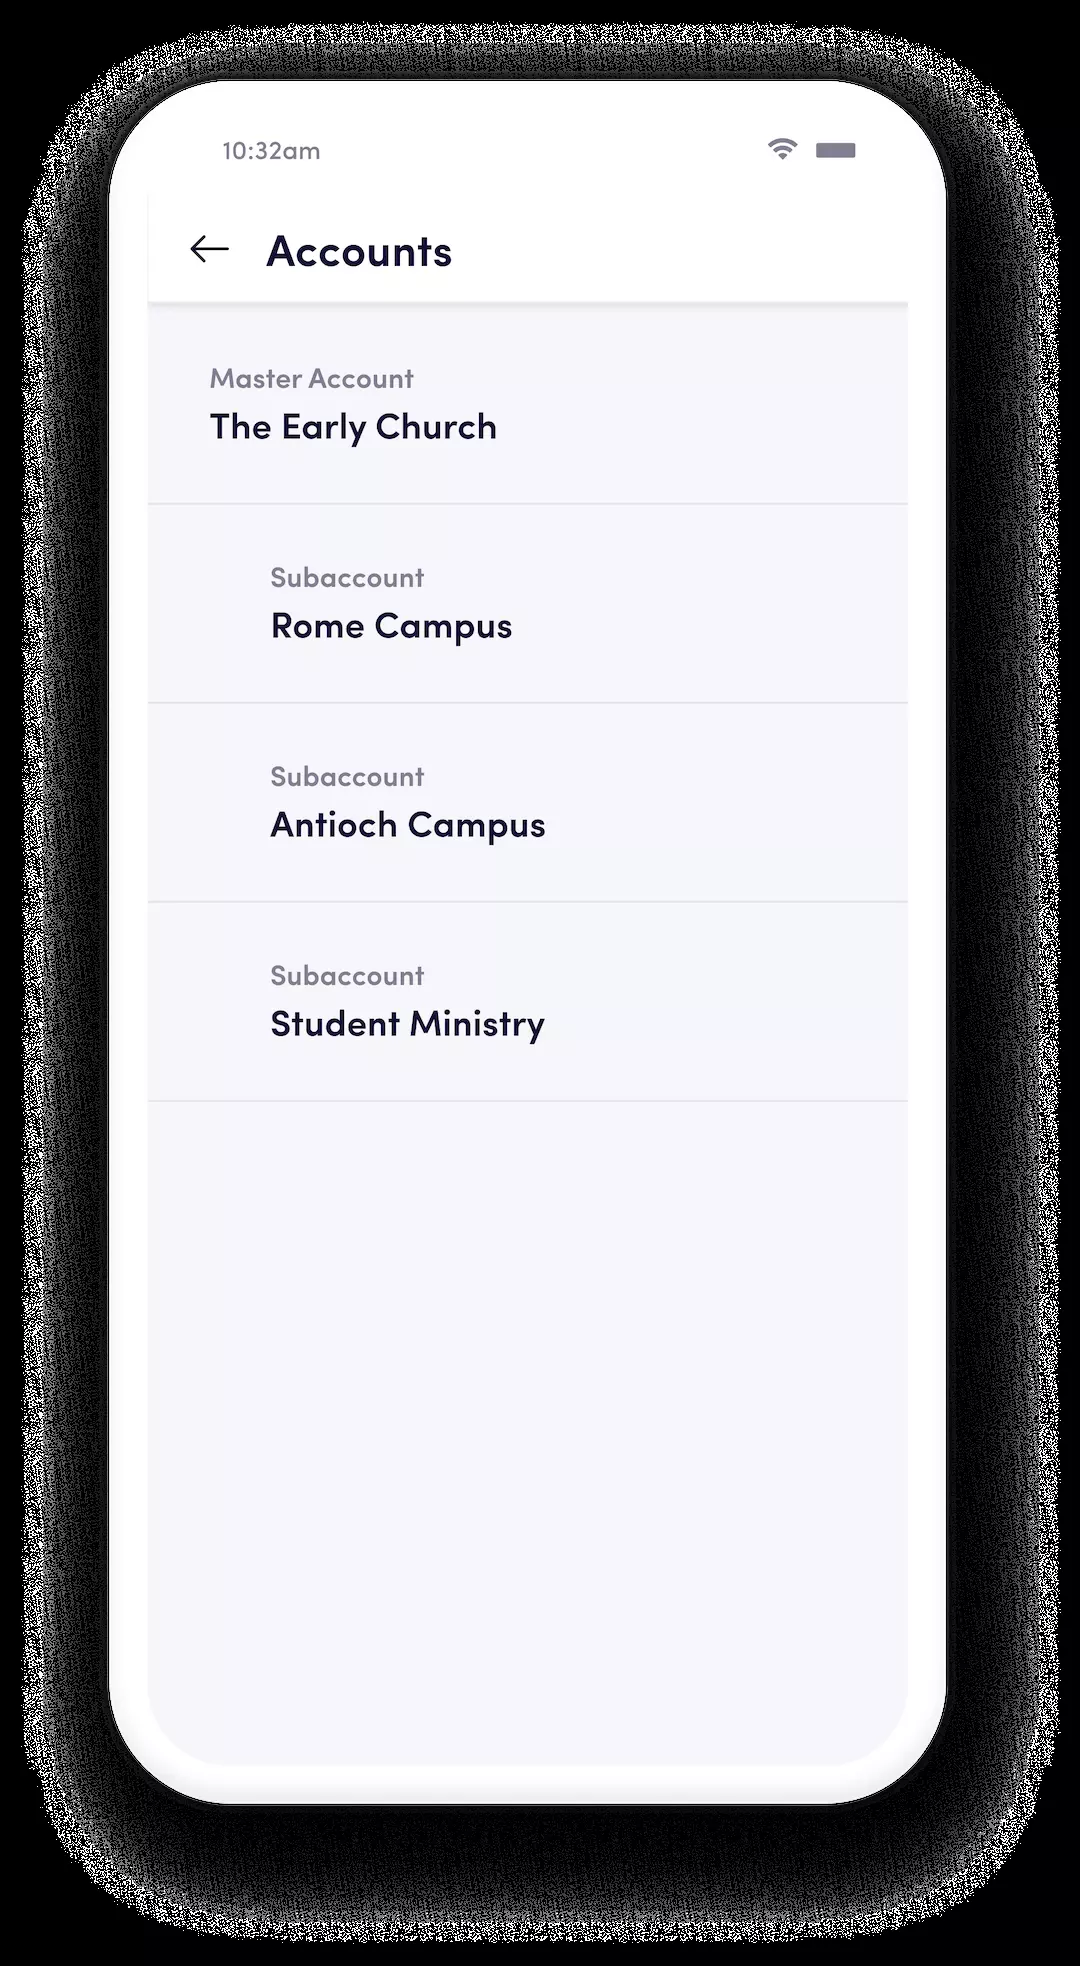 10:32am
Accounts
Master Account
The Early Church
Subaccount
Rome Campus
Subaccount
Antioch Campus
Subaccount
Student Ministry